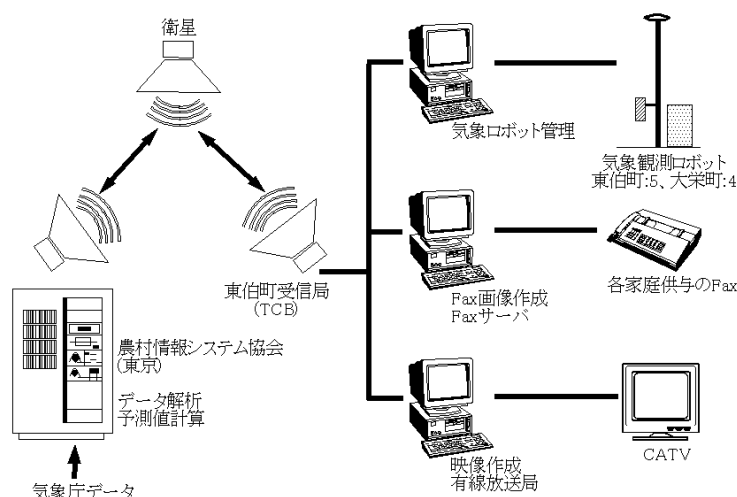 衛星
気象ロボット管理
気象観測ロボット
東伯町:5、大栄町:4
東伯町受信局
(TCB)
Fax画像作成
Faxサーバ
各家庭供与のFax
農村情報システム協会
(東京)
データ解析
予測値計算
映像作成
有線放送局
CATV
気象庁データ